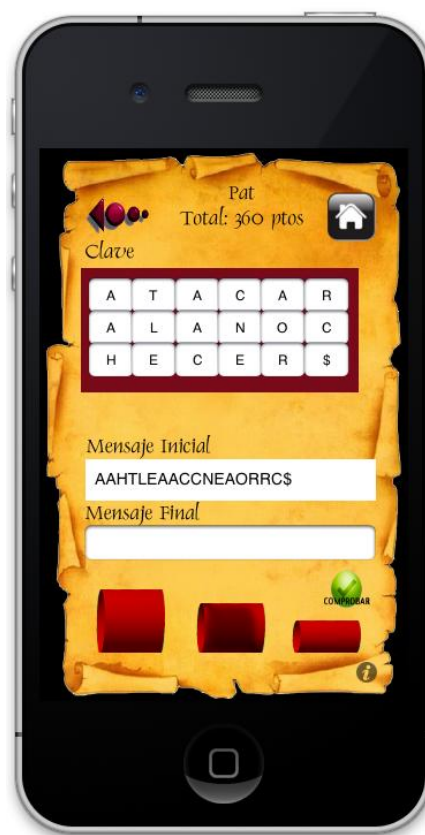 Pat
Total: 360 ptos
Clave
A T A C A R
A L A N O C
H E C E R $
Mensaje Inicial
AAHTLEAACCNEAORRC$
Mensaje Final
COMPROBAR
i